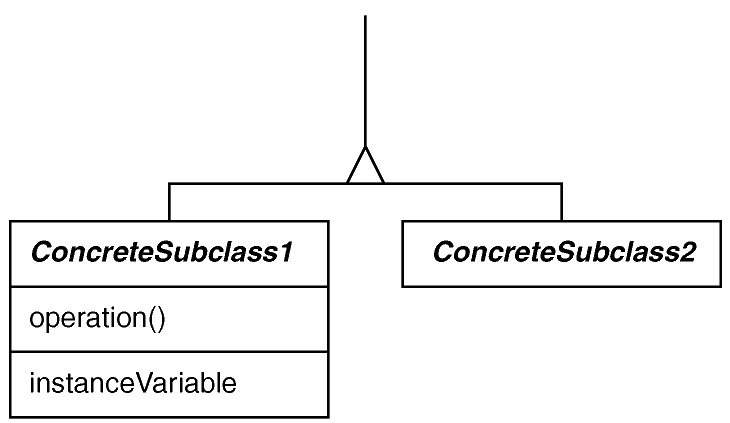 ConcreteSubclass1
operation()
instanceVariable
ConcreteSubclass2